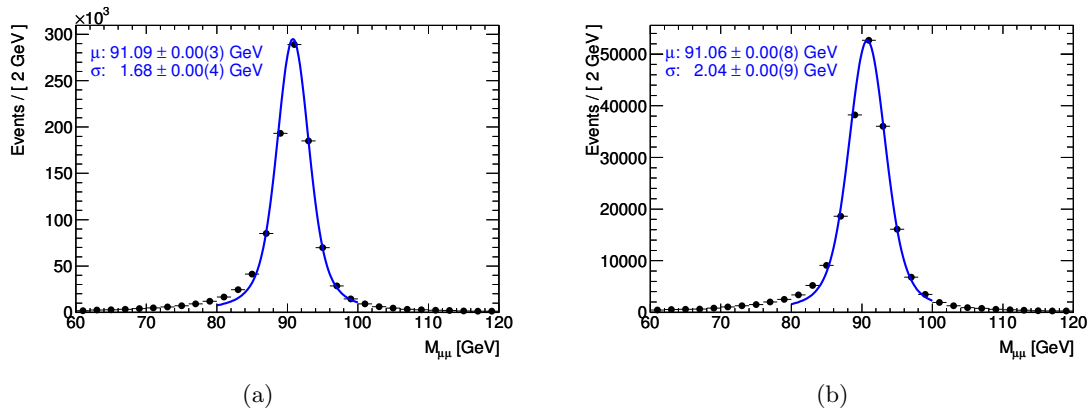 ×10³
300
250
200
150
100
50
0
Events / [ 2 GeV ]
μ: 91.09 ± 0.00(3) GeV
σ: 1.68 ± 0.00(4) GeV
60 70 80 90 100 110 120
M_μμ [GeV]
(a)
50000
40000
30000
20000
10000
0
Events / [ 2 GeV ]
μ: 91.06 ± 0.00(8) GeV
σ: 2.04 ± 0.00(9) GeV
60 70 80 90 100 110 120
M_μμ [GeV]
(b)